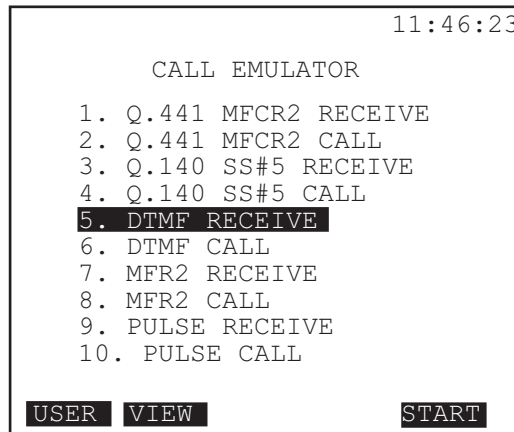 11:46:23
CALL EMULATOR
1. Q.441 MFCR2 RECEIVE
2. Q.441 MFCR2 CALL
3. Q.140 SS#5 RECEIVE
4. Q.140 SS#5 CALL
5. DTMF RECEIVE
6. DTMF CALL
7. MFR2 RECEIVE
8. MFR2 CALL
9. PULSE RECEIVE
10. PULSE CALL
USER VIEW START